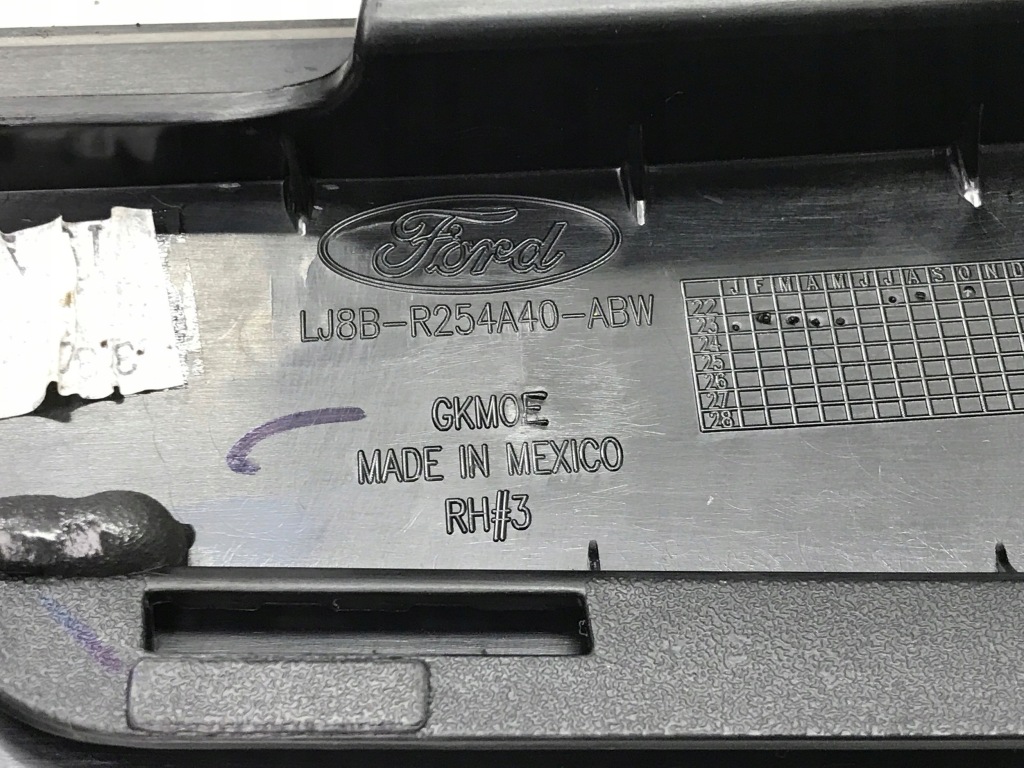 Ford
LJ8B-R254A40-ABW
GKMOE
MADE IN MEXICO
RH#3
J F M A M J J A S O N D
22
23
24
25
26
27
28